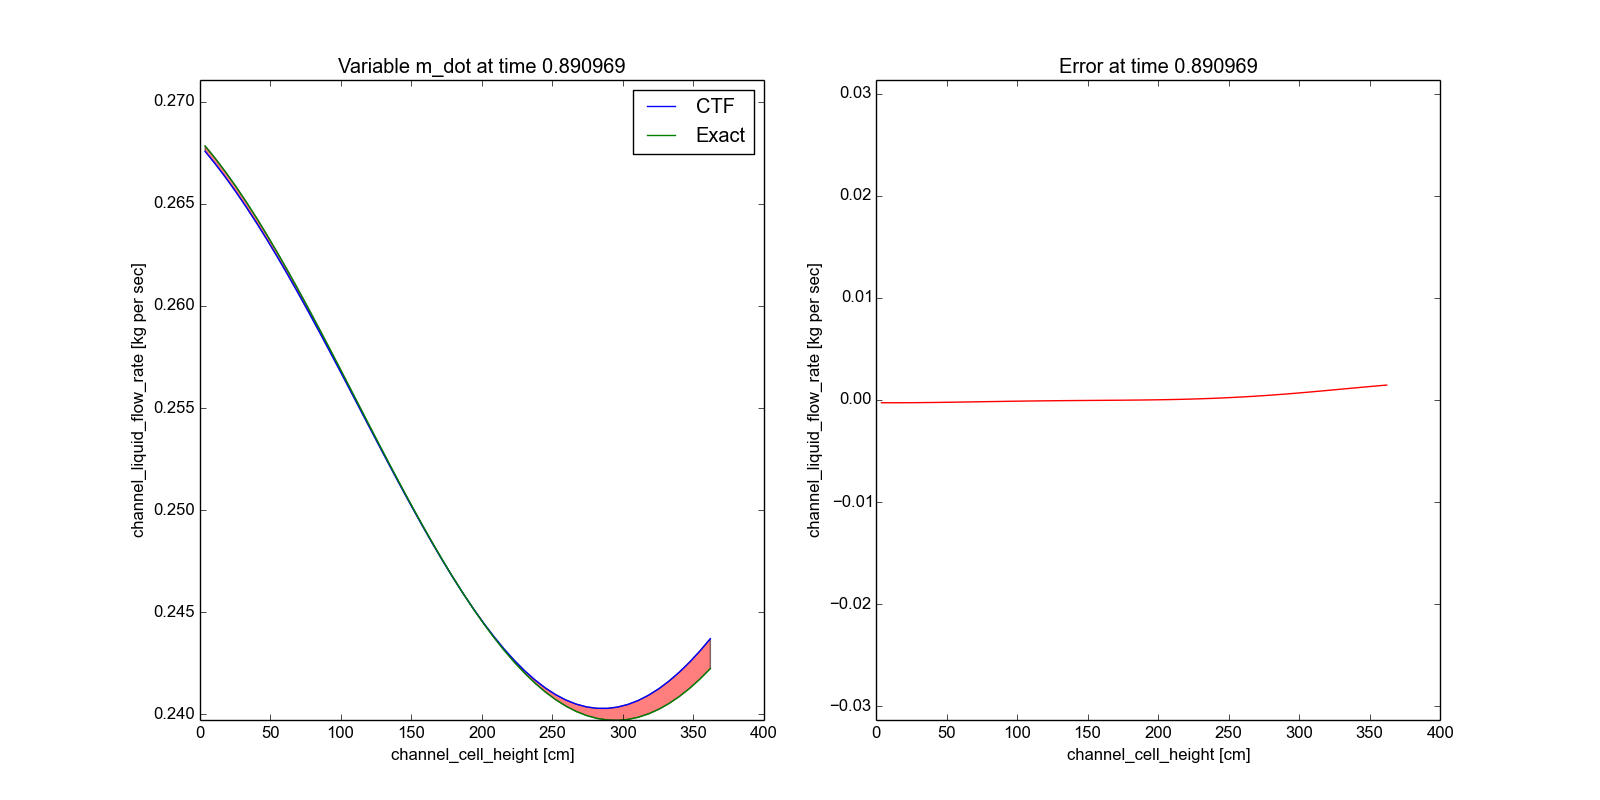 Variable m_dot at time 0.890969
0.270
0.265
0.260
0.255
0.250
0.245
0.240
channel_liquid_flow_rate [kg per sec]
CTF
Exact
0 50 100 150 200 250 300 350 400
channel_cell_height [cm]
Error at time 0.890969
0.03
0.02
0.01
0.00
−0.01
−0.02
−0.03
channel_liquid_flow_rate [kg per sec]
0 50 100 150 200 250 300 350 400
channel_cell_height [cm]